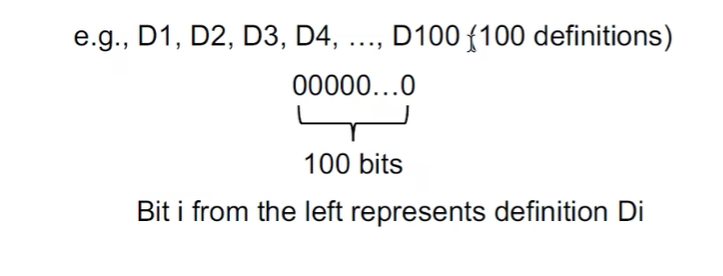 e.g., D1, D2, D3, D4, …, D100 (100 definitions)
00000…0
100 bits
Bit i from the left represents definition Di